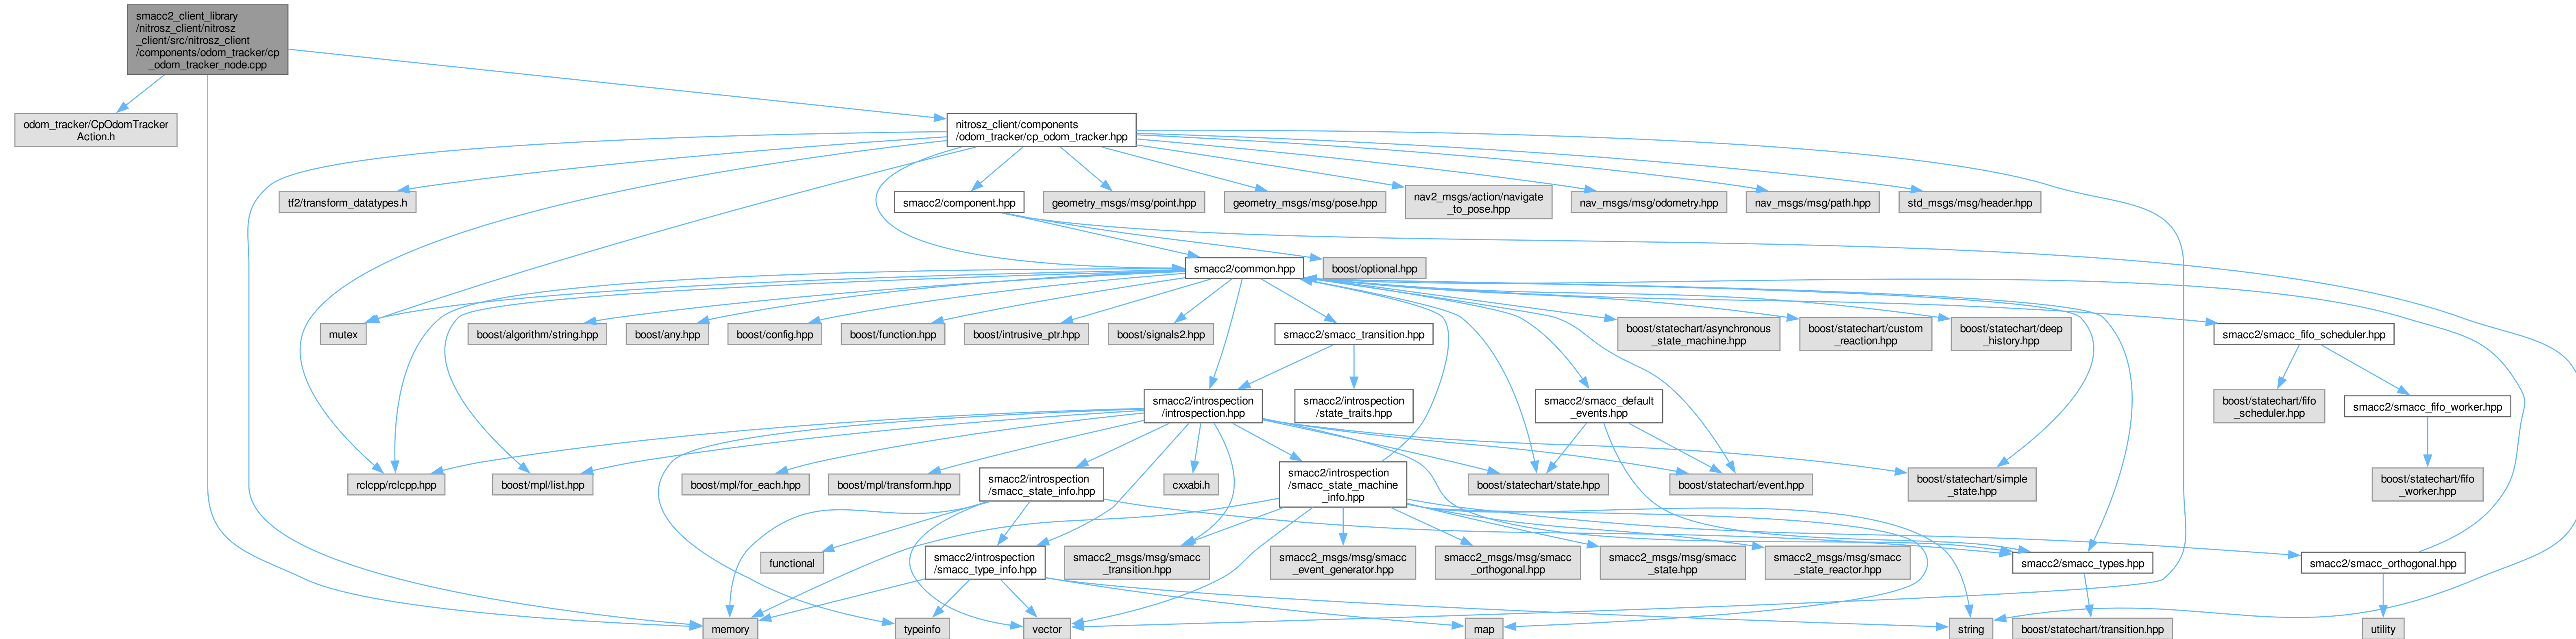 smacc2_client_library
/nitrosz_client/nitrosz
_client/src/nitrosz_client
/components/odom_tracker/cp
_odom_tracker_node.cpp
odom_tracker/CpOdomTracker
Action.h
nitrosz_client/components
/odom_tracker/cp_odom_tracker.hpp
tf2/transform_datatypes.h
smacc2/component.hpp
geometry_msgs/msg/point.hpp
geometry_msgs/msg/pose.hpp
nav2_msgs/action/navigate
_to_pose.hpp
nav_msgs/msg/odometry.hpp
nav_msgs/msg/path.hpp
std_msgs/msg/header.hpp
smacc2/common.hpp
boost/optional.hpp
mutex
boost/algorithm/string.hpp
boost/any.hpp
boost/config.hpp
boost/function.hpp
boost/intrusive_ptr.hpp
boost/signals2.hpp
smacc2/smacc_transition.hpp
boost/statechart/asynchronous
_state_machine.hpp
boost/statechart/custom
_reaction.hpp
boost/statechart/deep
_history.hpp
smacc2/smacc_fifo_scheduler.hpp
smacc2/introspection
/introspection.hpp
smacc2/introspection
/state_traits.hpp
smacc2/smacc_default
_events.hpp
boost/statechart/fifo
_scheduler.hpp
smacc2/smacc_fifo_worker.hpp
rclcpp/rclcpp.hpp
boost/mpl/list.hpp
boost/mpl/for_each.hpp
boost/mpl/transform.hpp
smacc2/introspection
/smacc_state_info.hpp
cxxabi.h
smacc2/introspection
/smacc_state_machine
_info.hpp
boost/statechart/state.hpp
boost/statechart/event.hpp
boost/statechart/simple
_state.hpp
boost/statechart/fifo
_worker.hpp
functional
smacc2/introspection
/smacc_type_info.hpp
smacc2_msgs/msg/smacc
_transition.hpp
smacc2_msgs/msg/smacc
_event_generator.hpp
smacc2_msgs/msg/smacc
_orthogonal.hpp
smacc2_msgs/msg/smacc
_state.hpp
smacc2_msgs/msg/smacc
_state_reactor.hpp
smacc2/smacc_types.hpp
smacc2/smacc_orthogonal.hpp
memory
typeinfo
vector
map
string
boost/statechart/transition.hpp
utility